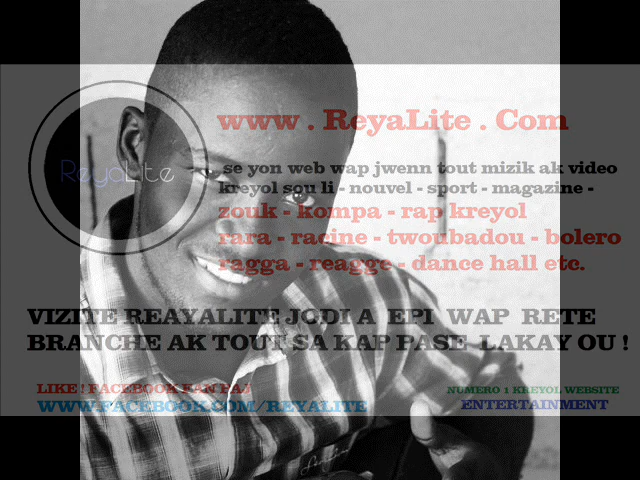 www . ReyaLite . Com
ReyaLite
se yon web wap jwenn tout mizik ak video
kreyol sou li - nouvel - sport - magazine -
zouk - kompa - rap kreyol
rara - racine - twoubadou - bolero
ragga - reagge - dance hall etc.
VIZITE REAYALITE JODI A EPI WAP RETE
BRANCHE AK TOUT SA KAP PASE LAKAY OU !
LIKE ! FACEBOOK FAN PAJ
NUMERO 1 KREYOL WEBSITE
WWW.FACEBOOK.COM/REYALITE
ENTERTAINMENT